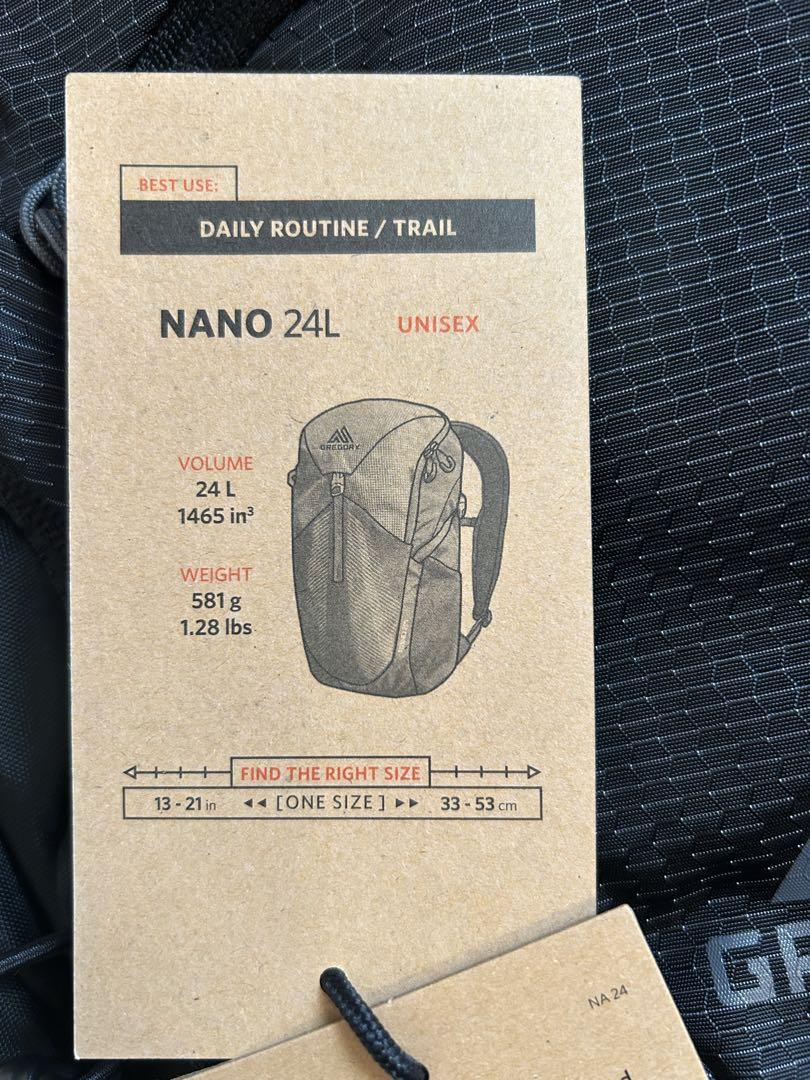 BEST USE:
DAILY ROUTINE / TRAIL
NANO 24L UNISEX
GREGORY
VOLUME
24 L
1465 in³
WEIGHT
581 g
1.28 lbs
FIND THE RIGHT SIZE
13 - 21 in ◄◄ [ ONE SIZE ] ►► 33 - 53 cm
NA 24